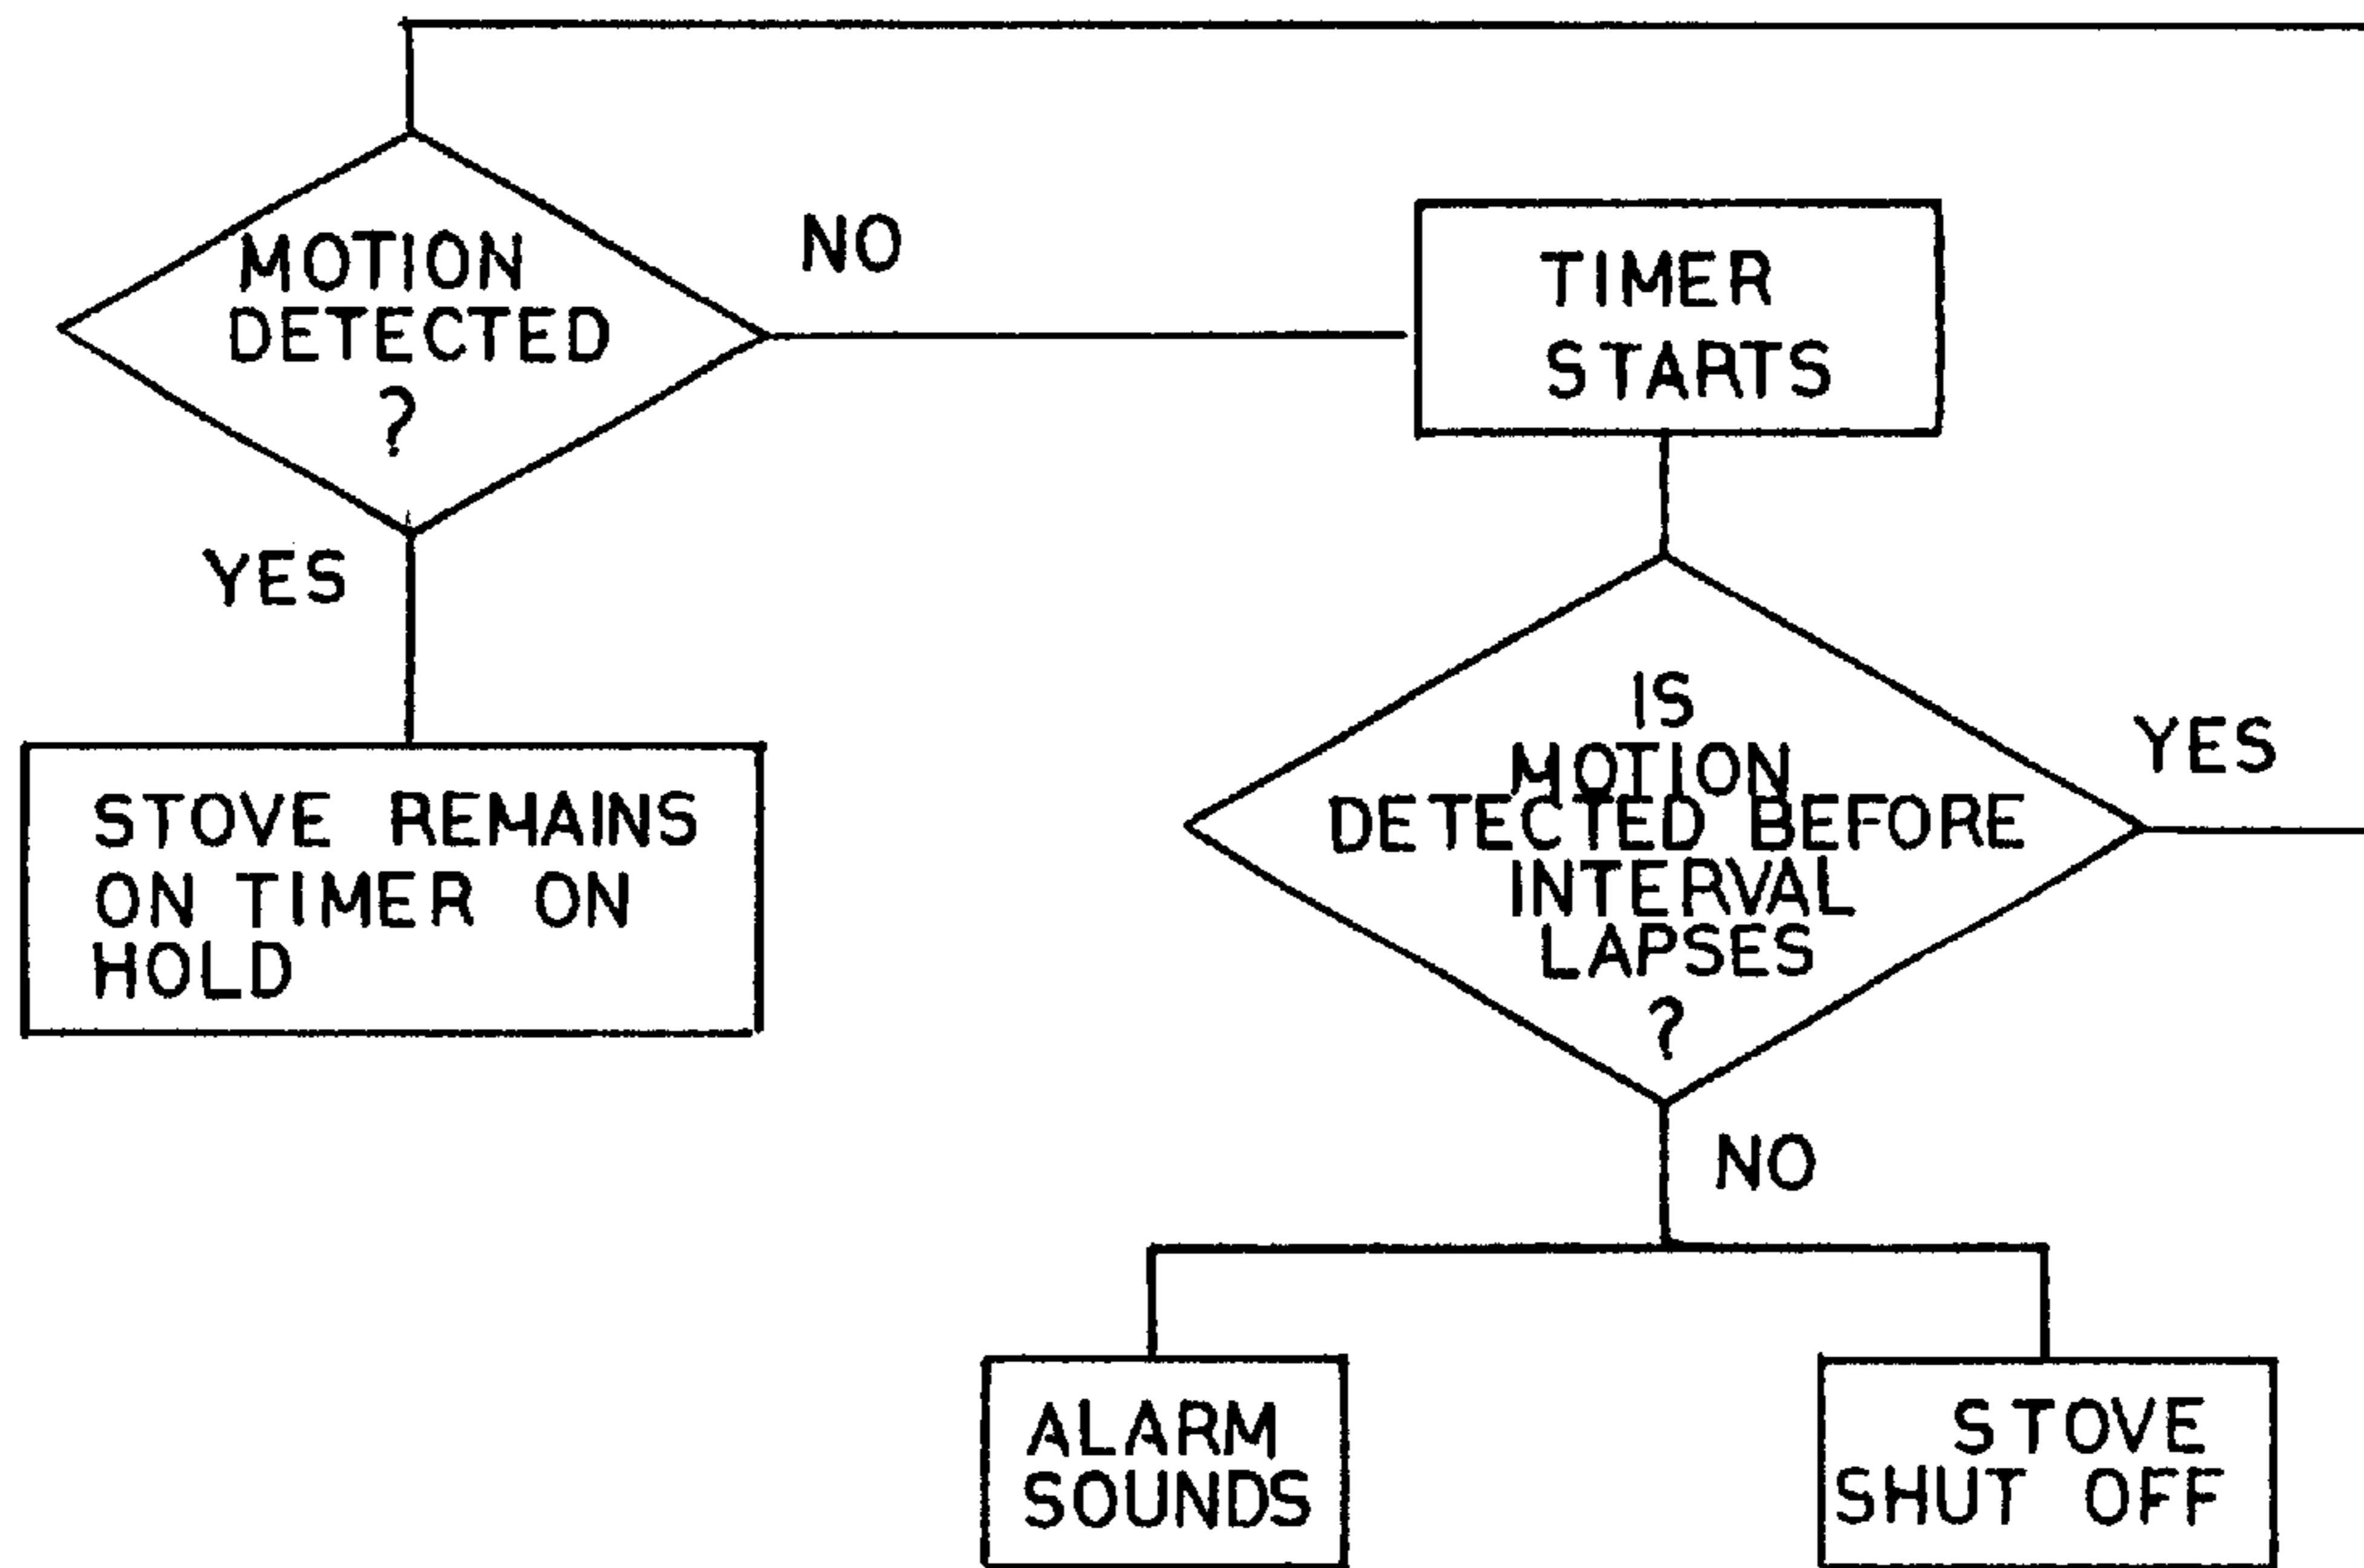 MOTION
DETECTED
?
NO
YES
TIMER
STARTS
STOVE REMAINS
ON TIMER ON
HOLD
IS
MOTION
DETECTED BEFORE
INTERVAL
LAPSES
?
YES
NO
ALARM
SOUNDS
STOVE
SHUT OFF